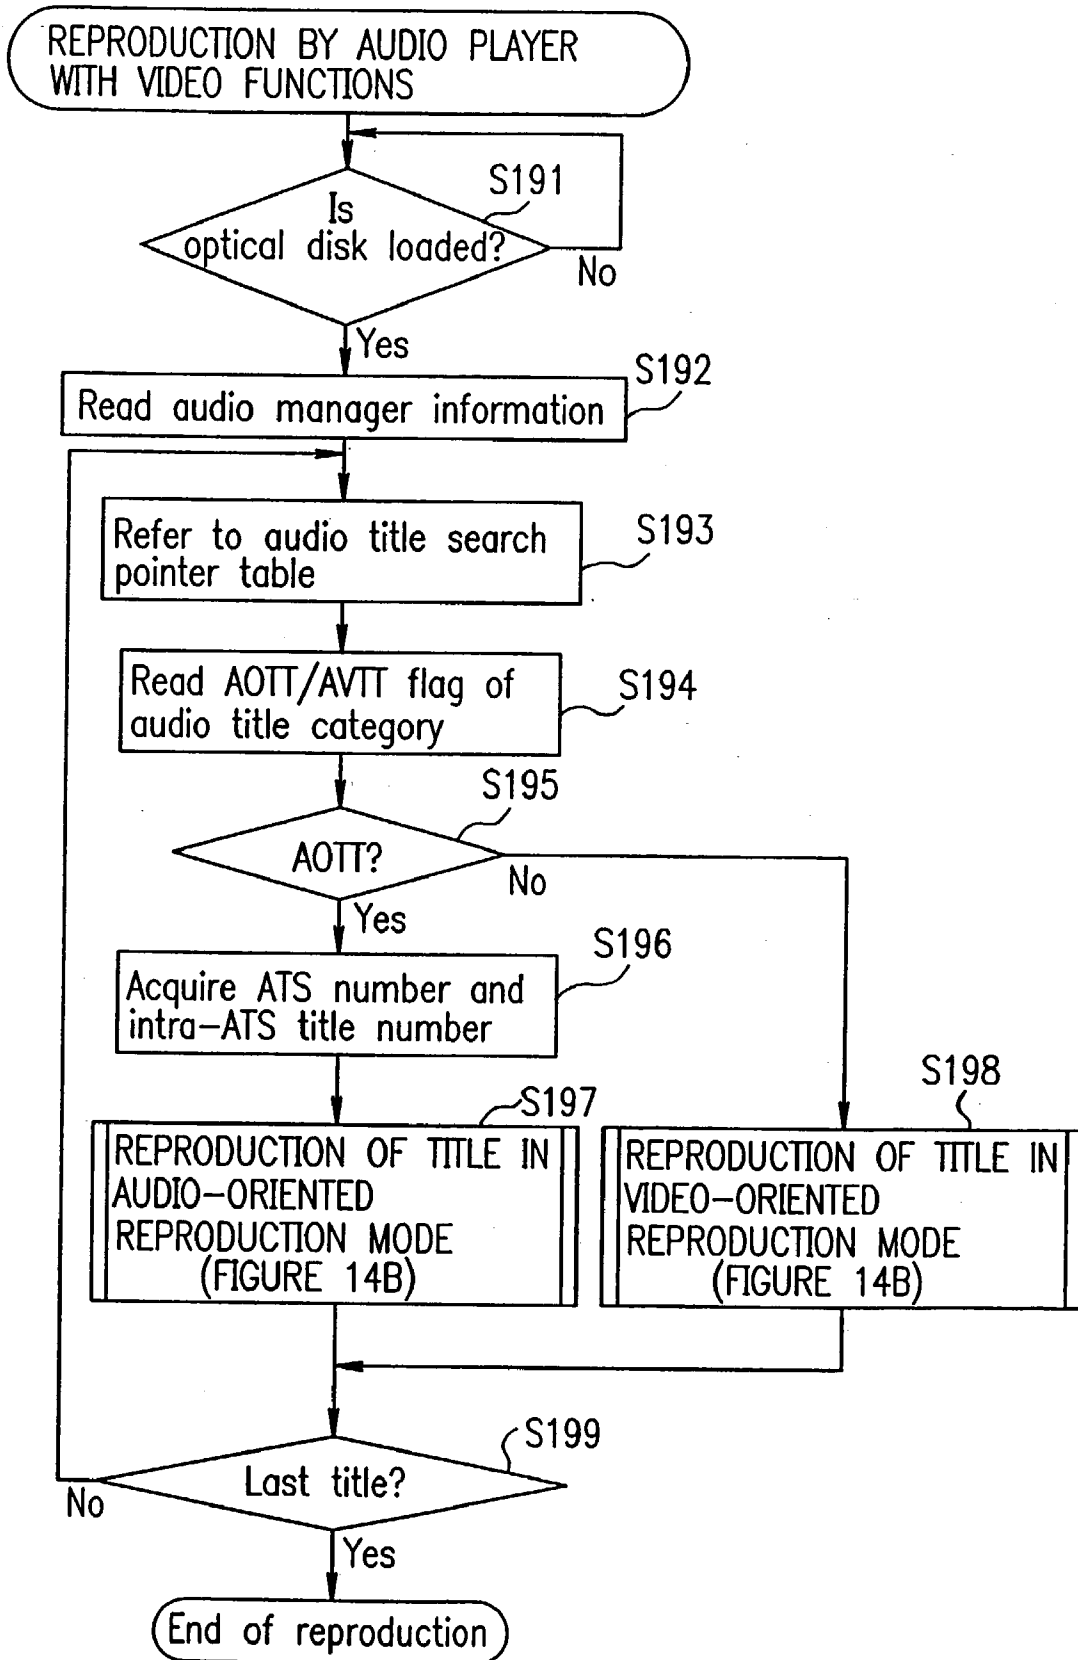 REPRODUCTION BY AUDIO PLAYER
WITH VIDEO FUNCTIONS
S191
Is
optical disk loaded?
No
Yes
S192
Read audio manager information
S193
Refer to audio title search
pointer table
Read AOTT/AVTT flag of
audio title category
S194
S195
AOTT?
No
Yes
S196
Acquire ATS number and
intra-ATS title number
S197
REPRODUCTION OF TITLE IN
AUDIO-ORIENTED
REPRODUCTION MODE
(FIGURE 14B)
S198
REPRODUCTION OF TITLE IN
VIDEO-ORIENTED
REPRODUCTION MODE
(FIGURE 14B)
S199
Last title?
No
Yes
End of reproduction